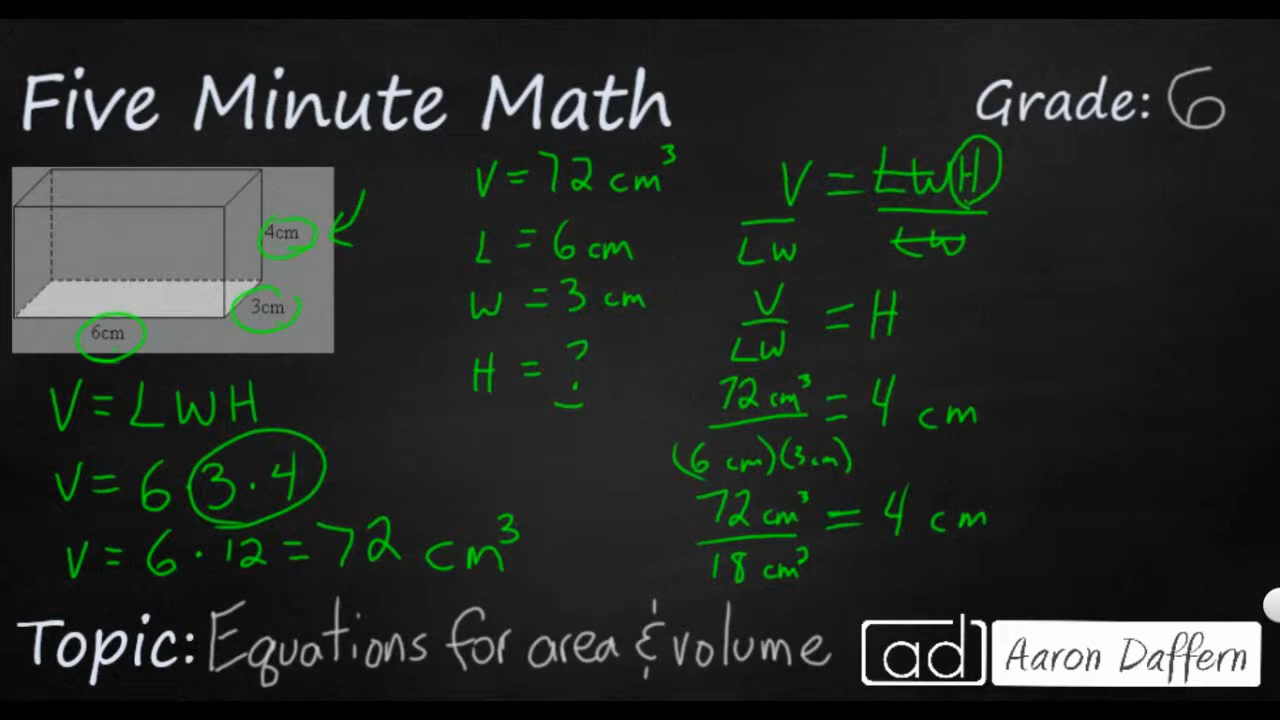 Five Minute Math
Grade: 6
4cm
3cm
6cm
V = LWH
V = 6 3 · 4
V = 6 · 12 = 72 cm³
V = 72 cm³
L = 6 cm
W = 3 cm
H = ?
V = LWH
LW LW
V = H
LW
72 cm³ = 4 cm
(6 cm)(3 cm)
72 cm³ = 4 cm
18 cm²
Topic: Equations for area & volume
ad Aaron Daffern